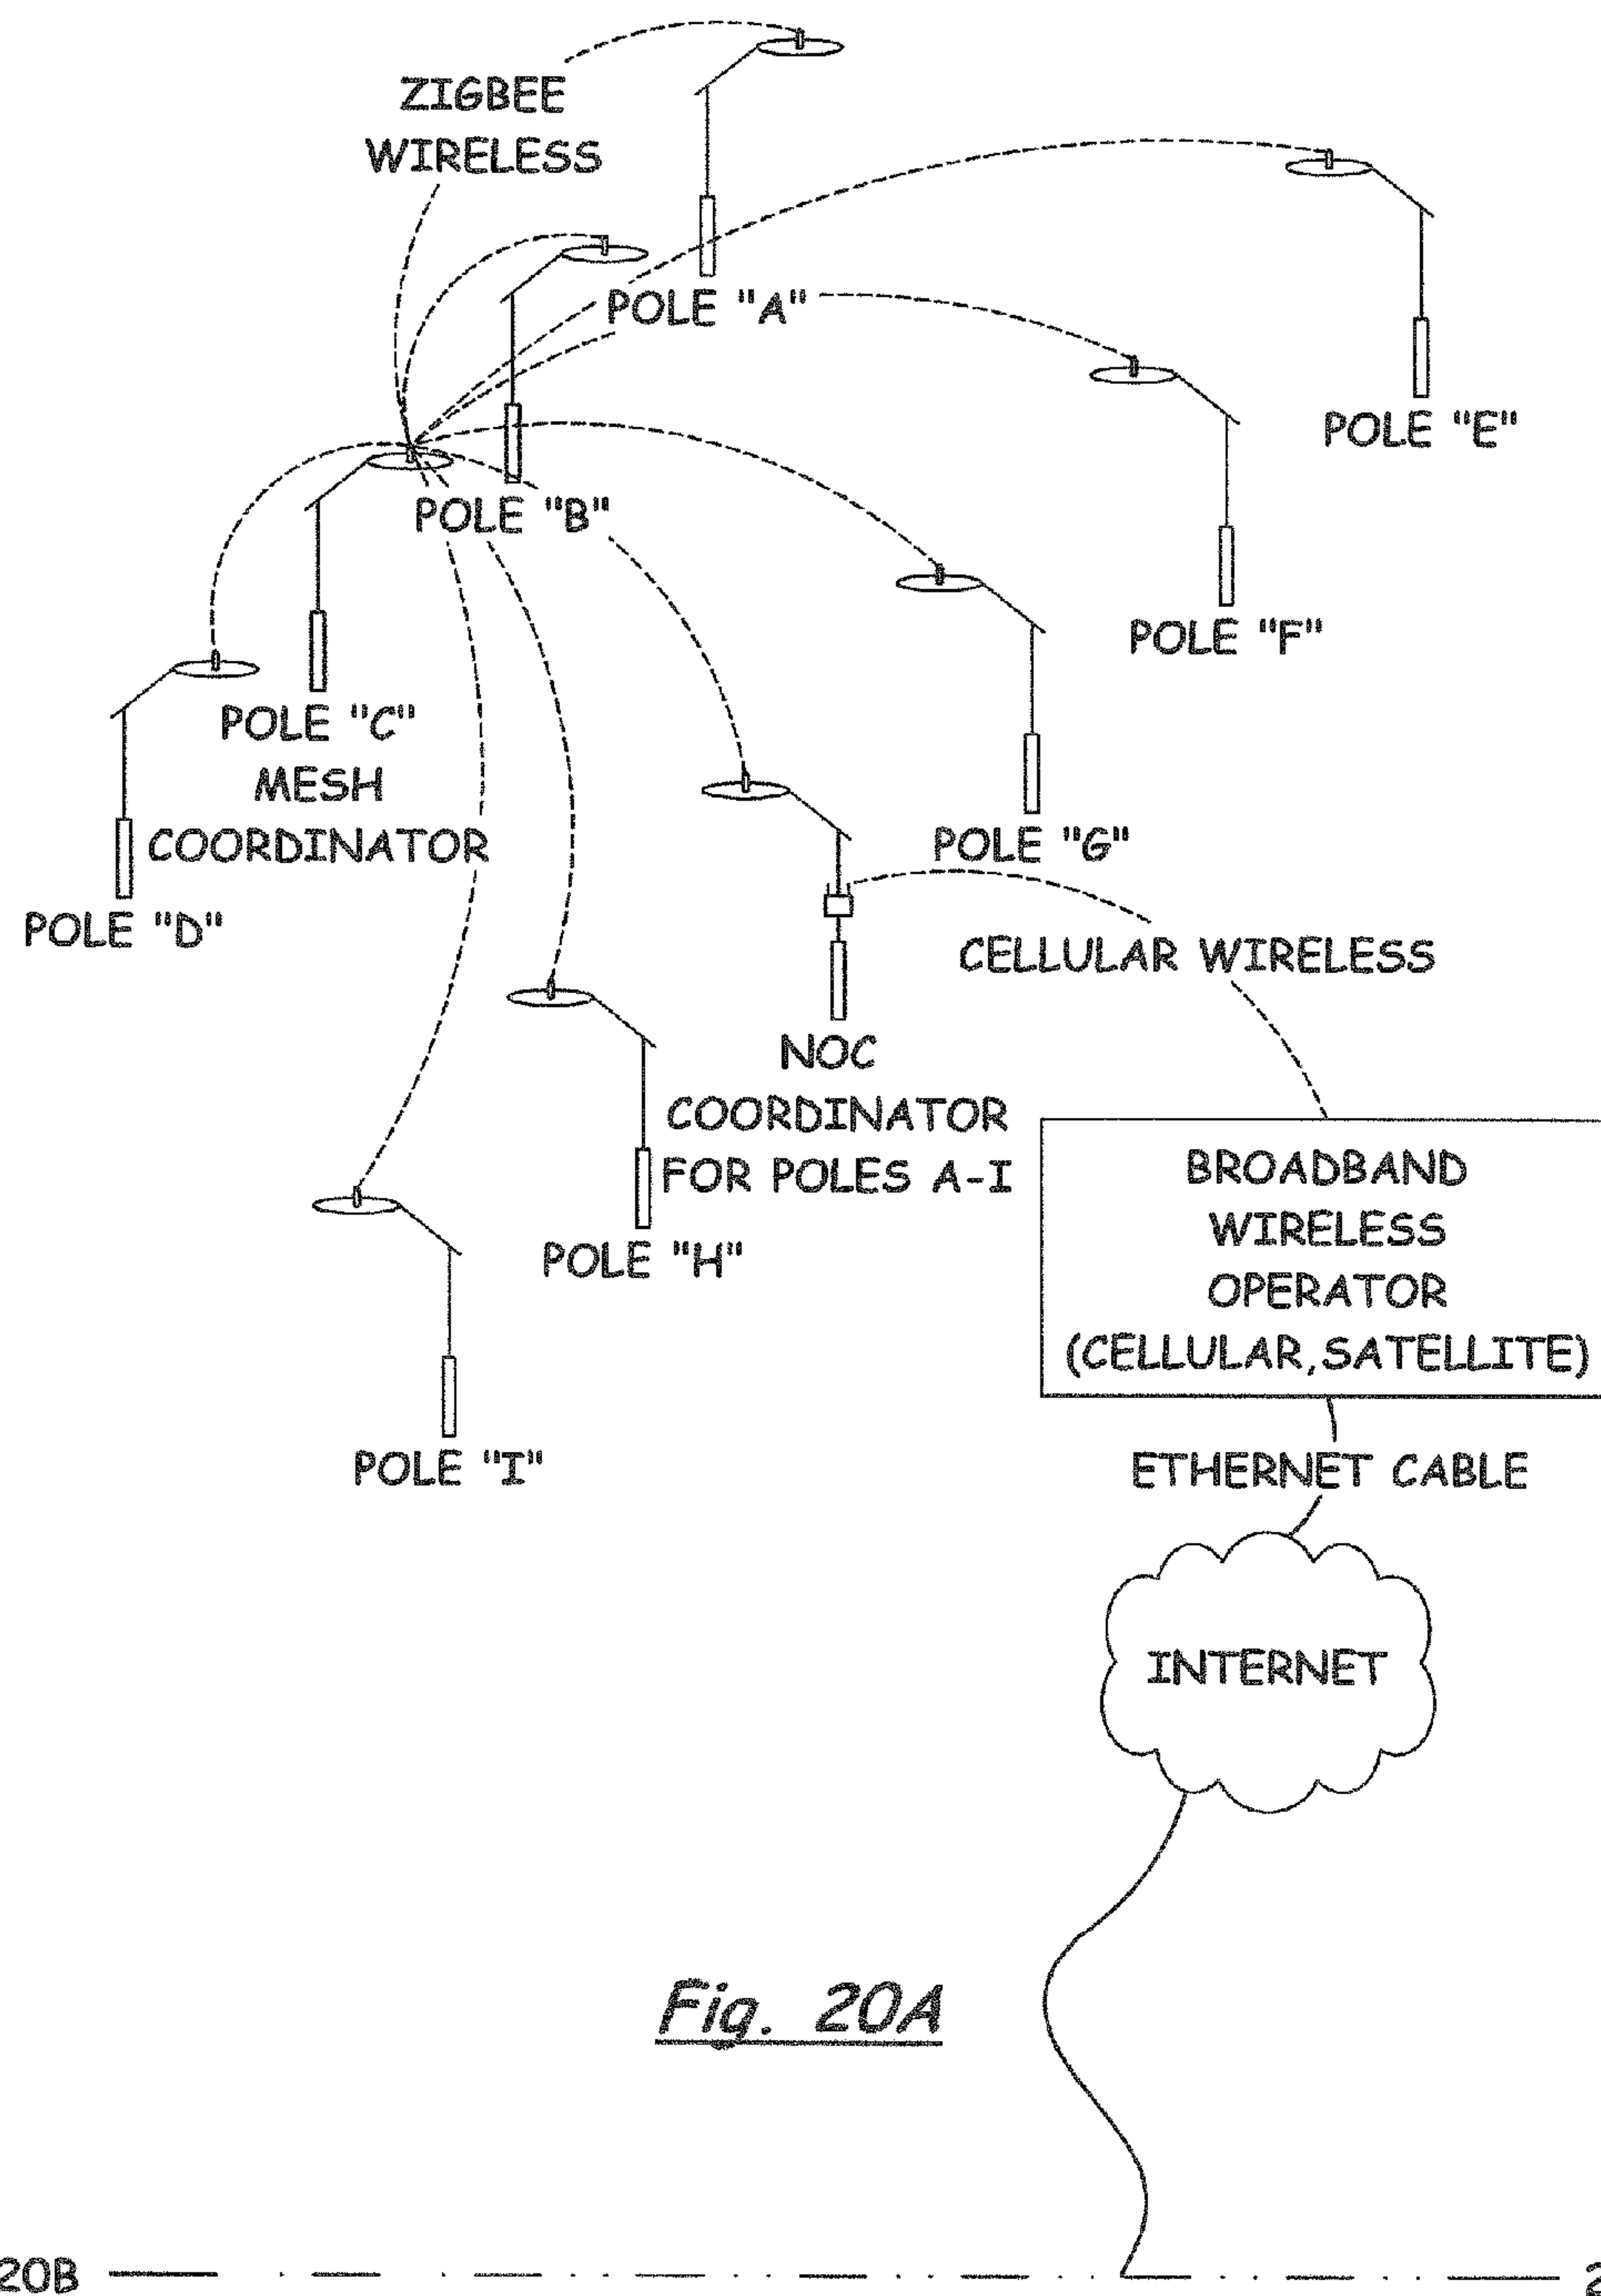 ZIGBEE
WIRELESS
POLE "A"
POLE "E"
POLE "B"
POLE "F"
POLE "C"
MESH
COORDINATOR
POLE "G"
POLE "D"
CELLULAR WIRELESS
NOC
COORDINATOR
FOR POLES A-I
POLE "H"
BROADBAND
WIRELESS
OPERATOR
(CELLULAR,SATELLITE)
POLE "I"
ETHERNET CABLE
INTERNET
Fig. 20A
20B